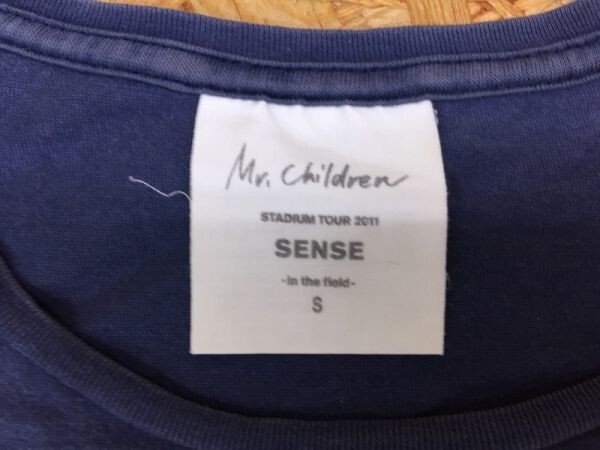 Mr. Children
STADIUM TOUR 2011
SENSE
-in the field-
S